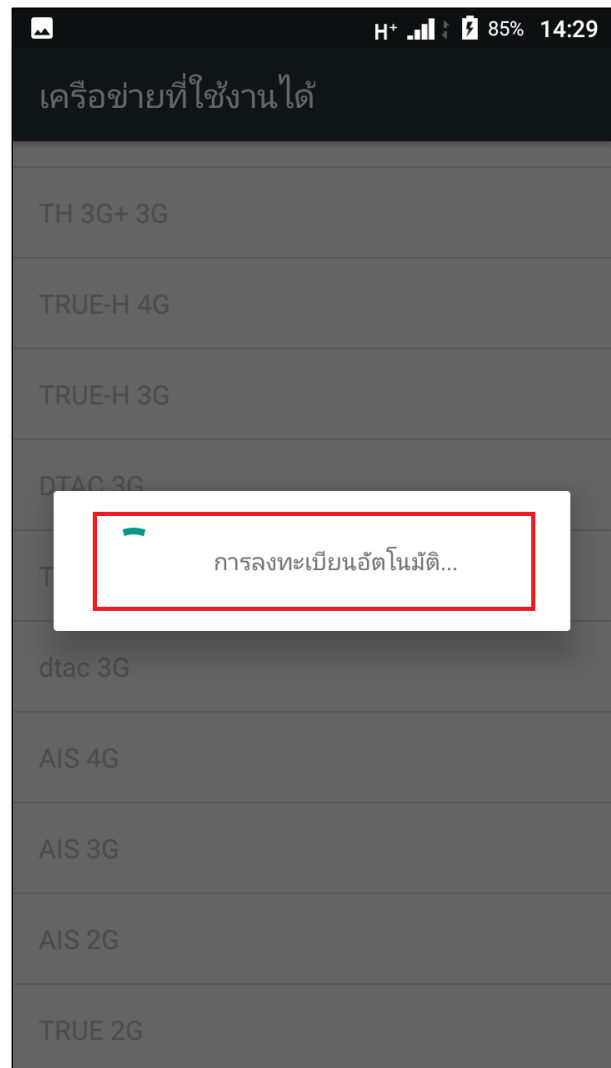 H+ 85% 14:29
เครือข่ายที่ใช้งานได้
TH 3G+ 3G
TRUE-H 4G
TRUE-H 3G
DTAC 3G
T
การลงทะเบียนอัตโนมัติ...
dtac 3G
AIS 4G
AIS 3G
AIS 2G
TRUE 2G